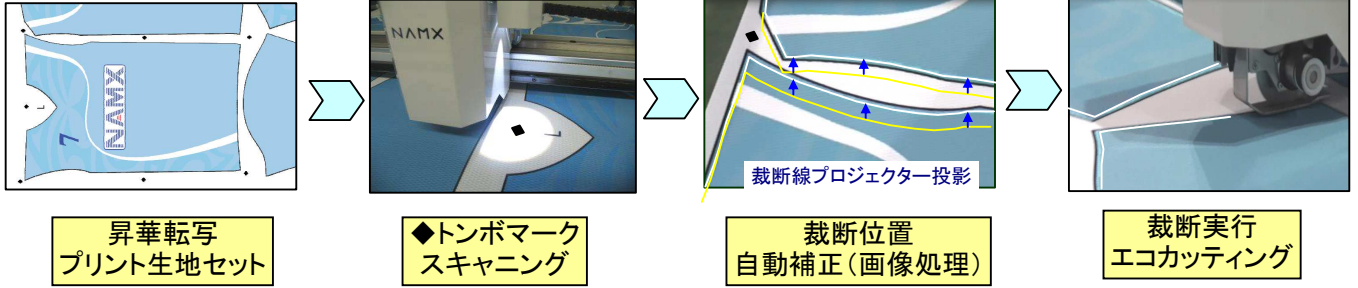 NAMX
7
L
NAMX
L
裁断線プロジェクター投影
昇華転写
プリント生地セット
◆トンボマーク
スキャニング
裁断位置
自動補正（画像処理）
裁断実行
エコカッティング